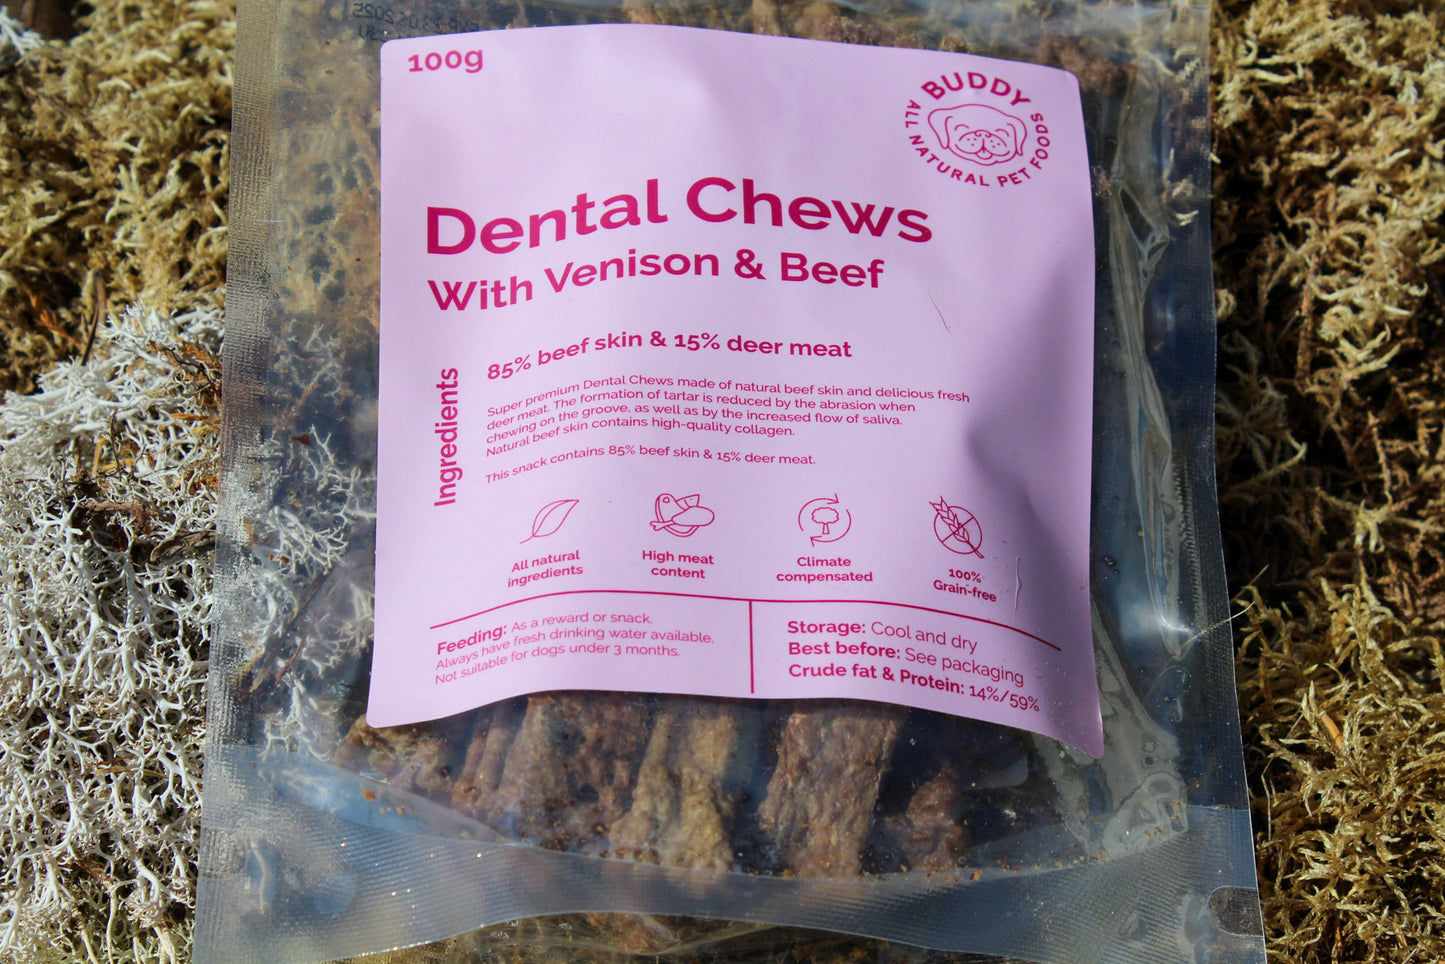 100g
BUDDY
ALL NATURAL PET FOODS
Dental Chews
With Venison & Beef
Ingredients
85% beef skin & 15% deer meat
Super premium Dental Chews made of natural beef skin and delicious fresh
deer meat. The formation of tartar is reduced by the abrasion when
chewing on the groove, as well as by the increased flow of saliva.
Natural beef skin contains high-quality collagen.
This snack contains 85% beef skin & 15% deer meat.
All natural
ingredients
High meat
content
Climate
compensated
100%
Grain-free
Feeding: As a reward or snack.
Always have fresh drinking water available.
Not suitable for dogs under 3 months.
Storage: Cool and dry
Best before: See packaging
Crude fat & Protein: 14%/59%